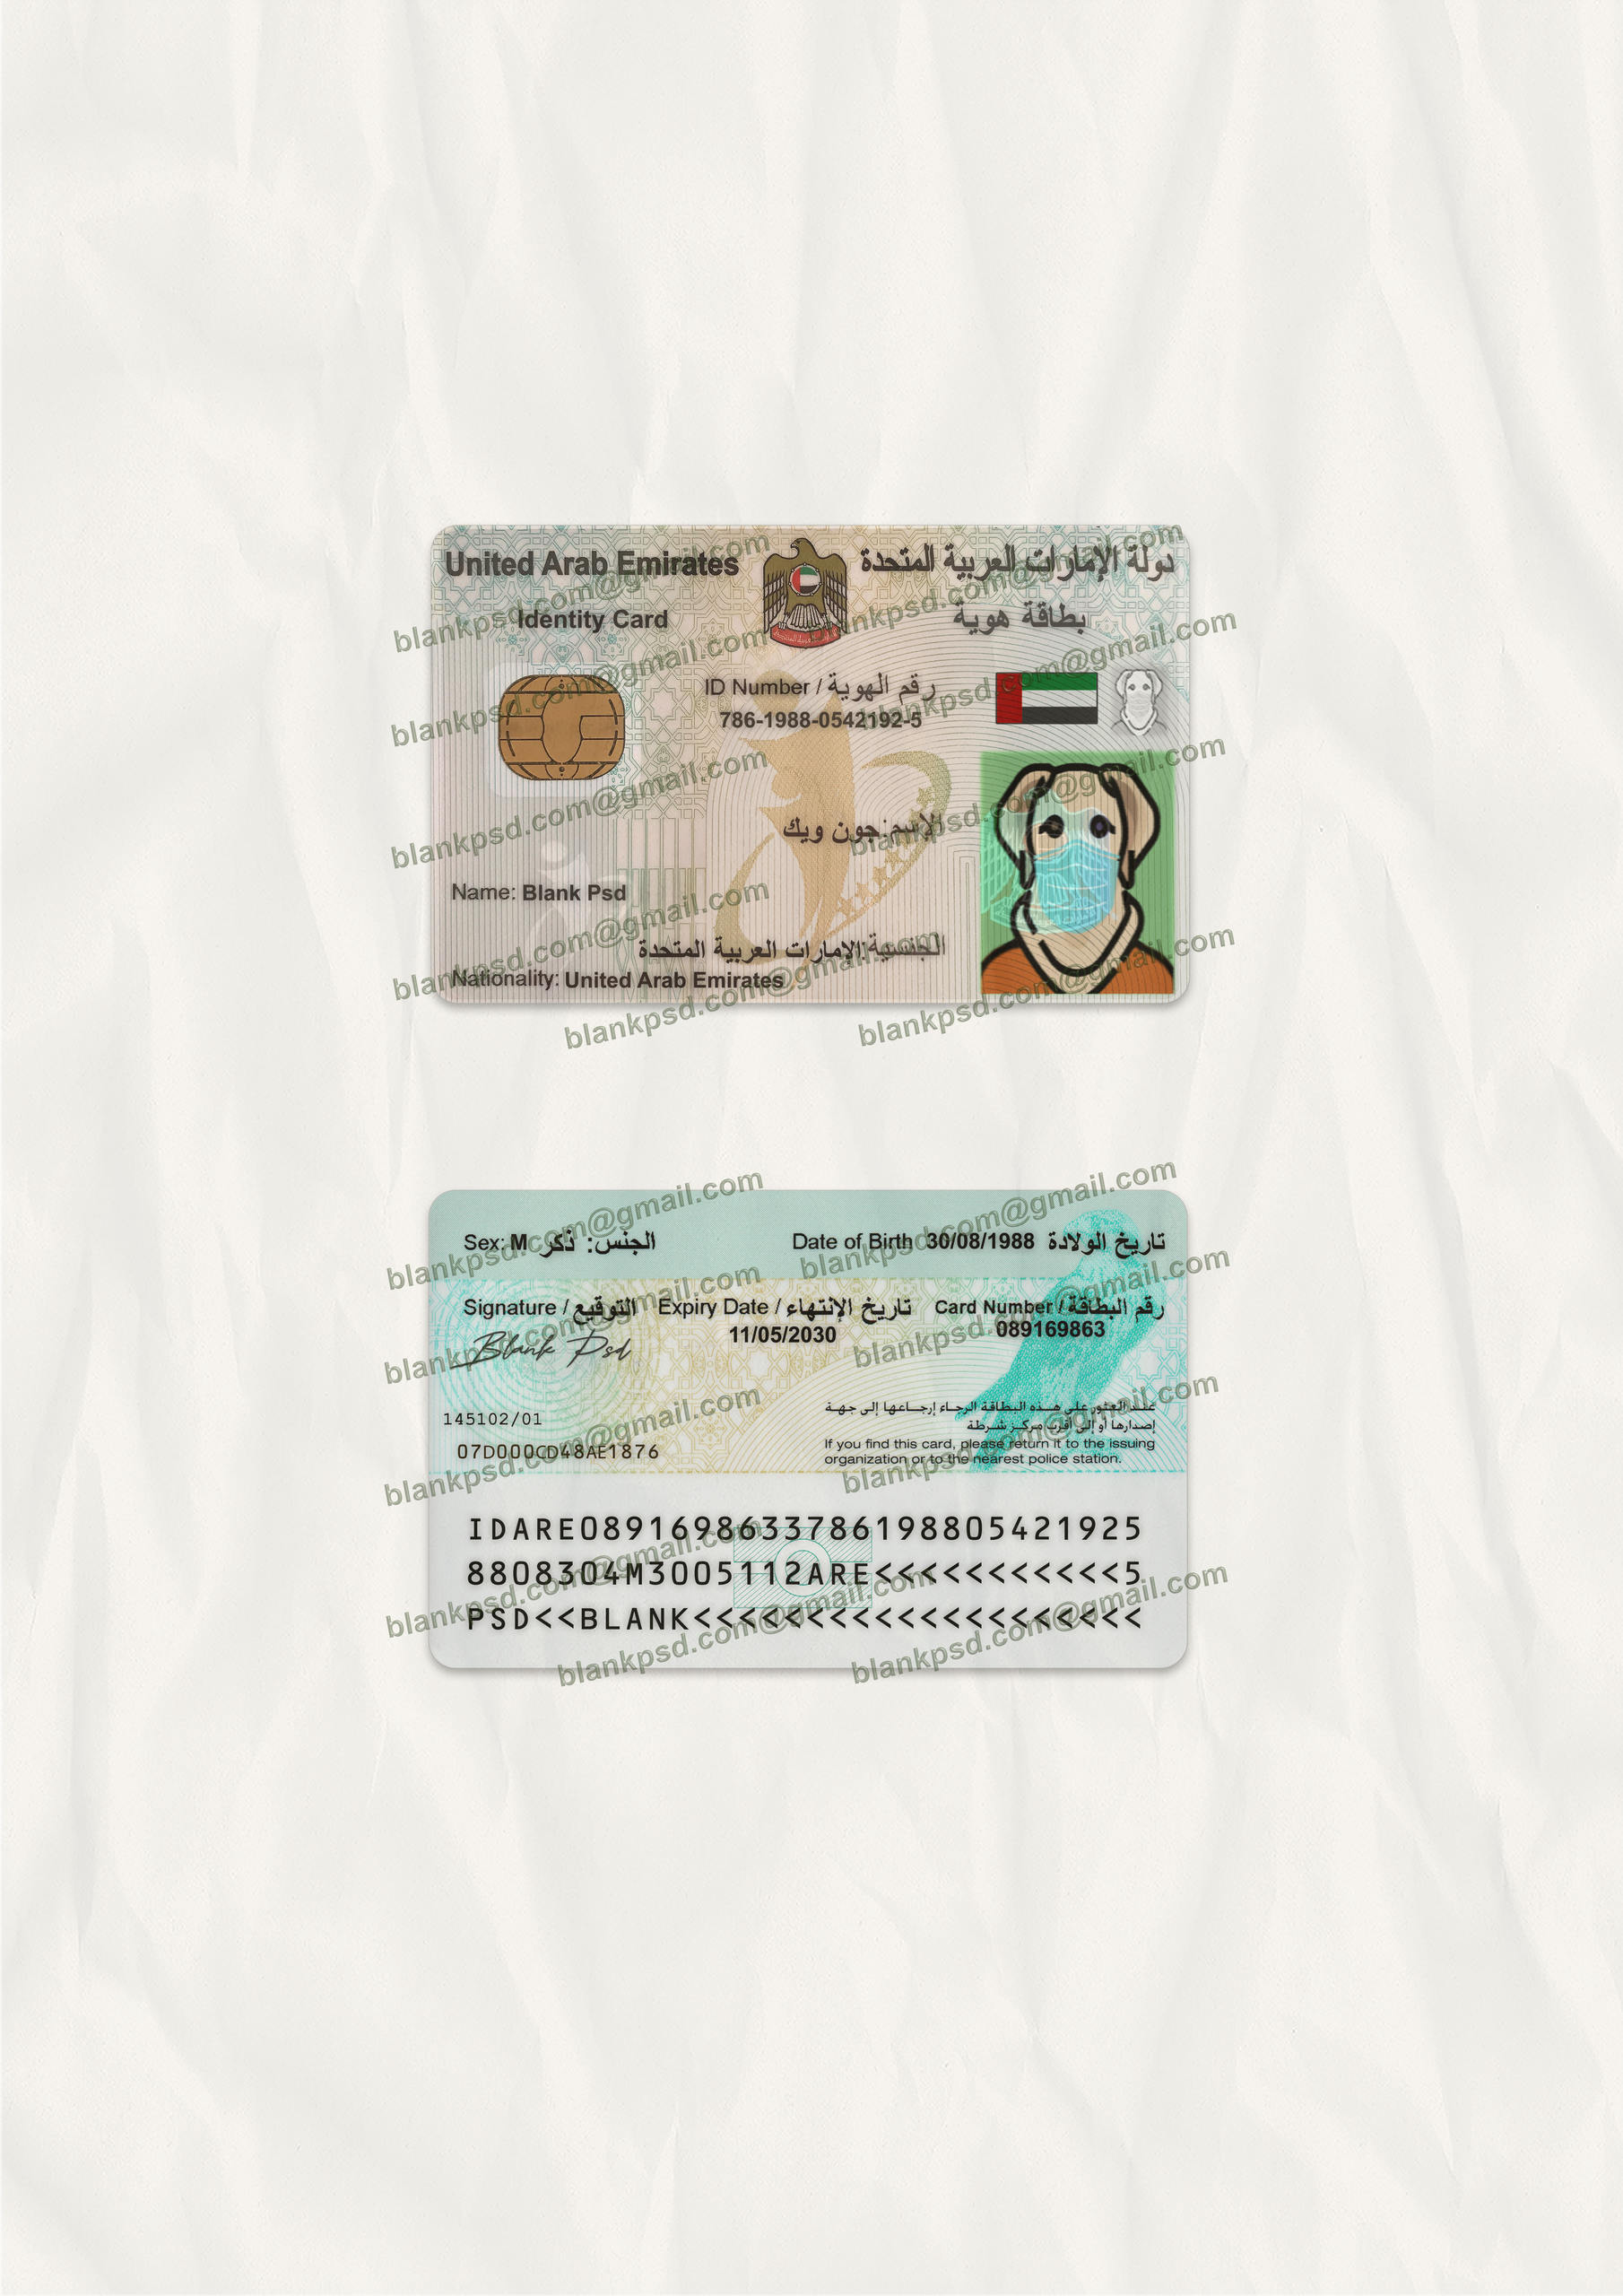 United Arab Emirates
دولة الإمارات العربية المتحدة
Identity Card
بطاقة هوية
ID Number / رقم الهوية
786-1988-0542192-5
الإسم: جون ويك
Name: Blank Psd
الجنسية: الإمارات العربية المتحدة
Nationality: United Arab Emirates
blankpsd.com@gmail.com
Sex: M الجنس: ذكر
Date of Birth 30/08/1988 تاريخ الولادة
Signature / التوقيع
Expiry Date / تاريخ الإنتهاء
Card Number / رقم البطاقة
Blank Psd
11/05/2030
089169863
145102/01
07D000CD48AE1876
عند العثور على هذه البطاقة الرجاء إرجاعها إلى جهة
إصدارها أو إلى أقرب مركز شرطة
If you find this card, please return it to the issuing
organization or to the nearest police station.
IDARE0891698633786198805421925
8808304M3005112ARE<<<<<<<<<<<5
PSD<<BLANK<<<<<<<<<<<<<<<<<<<<